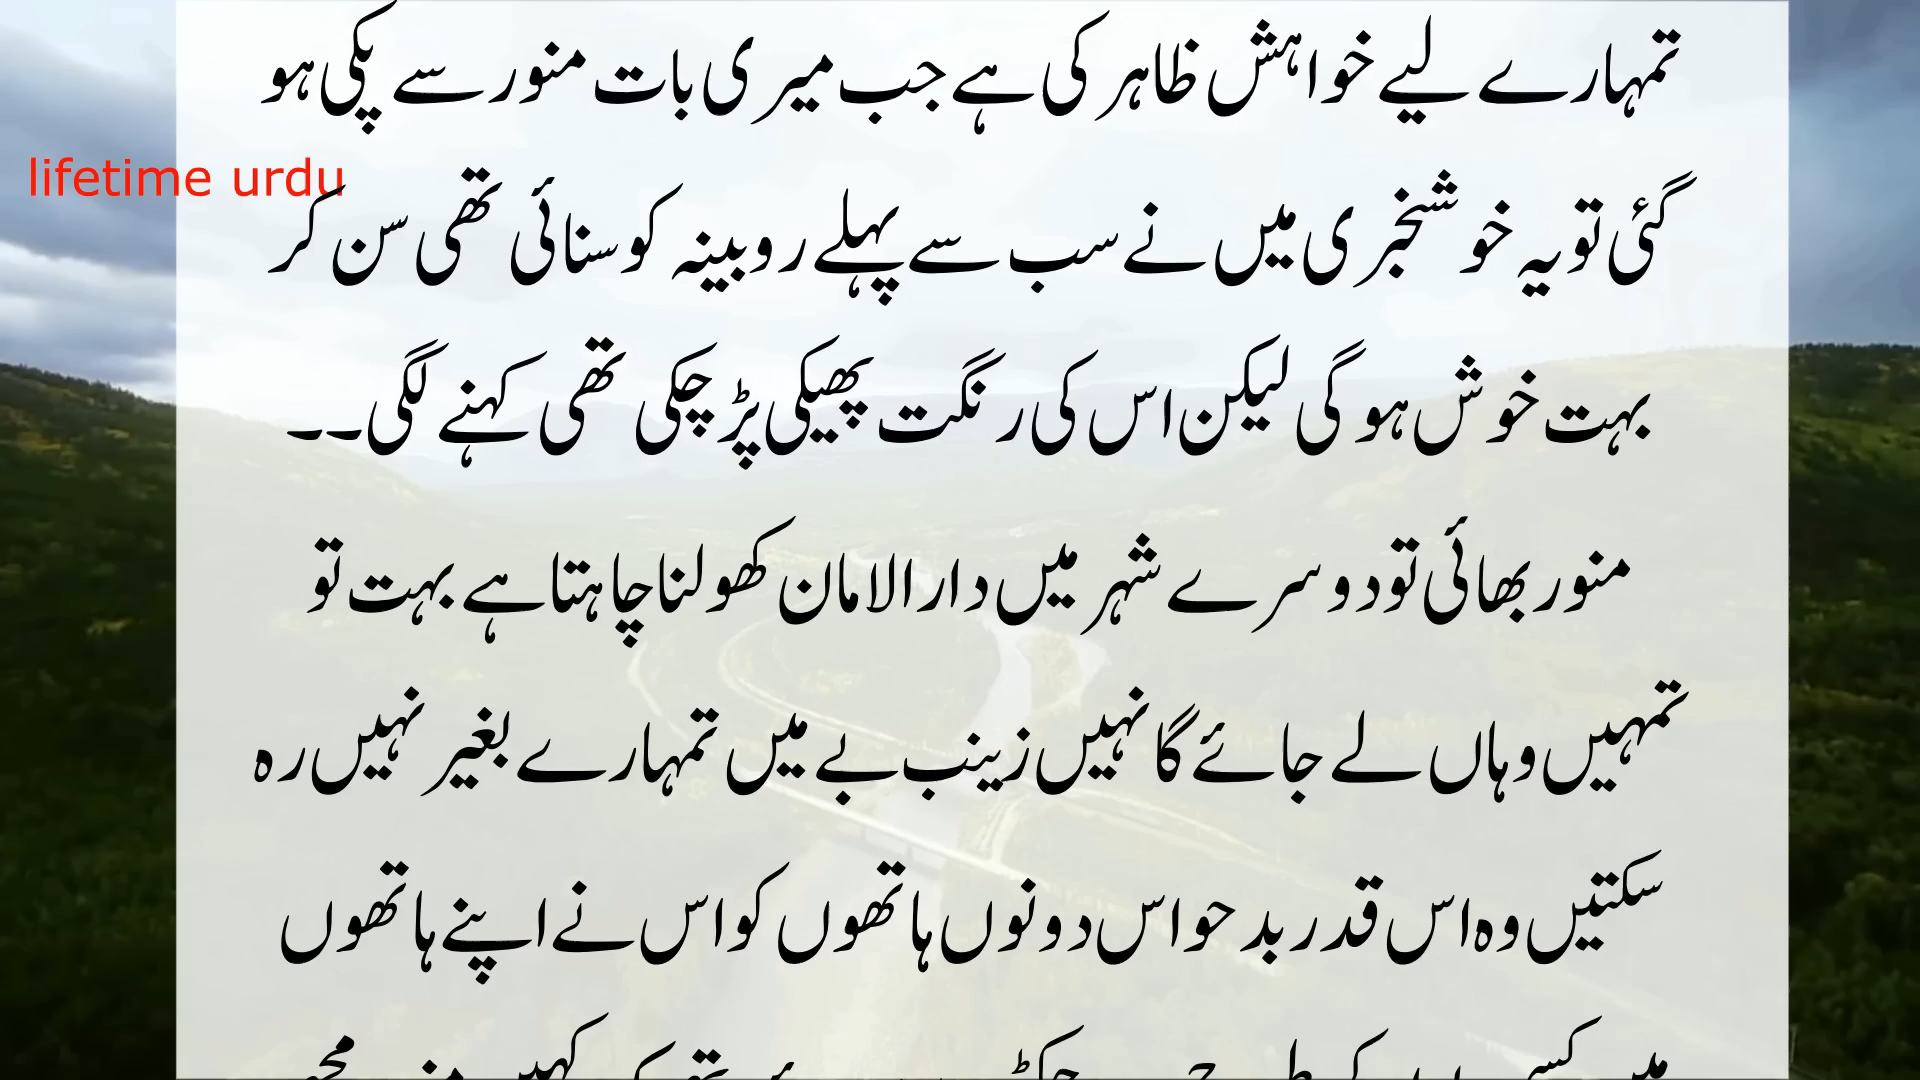 تمہارے لیے خواہش ظاہر کی ہے جب میری بات منور سے پکی ہو
lifetime urdu
گئی تو یہ خوشخبری میں نے سب سے پہلے روبینہ کو سنائی تھی سن کر
بہت خوش ہو گی لیکن اس کی رنگت پھیکی پڑ چکی تھی کہنے لگی۔۔
منور بھائی تو دوسرے شہر میں دار الامان کھولنا چاہتا ہے بہت تو
تمہیں وہاں لے جائے گا نہیں زینب بے میں تمہارے بغیر نہیں رہ
سکتیں وہ اس قدر بد حواس دونوں ہاتھوں کو اس نے اپنے ہاتھوں